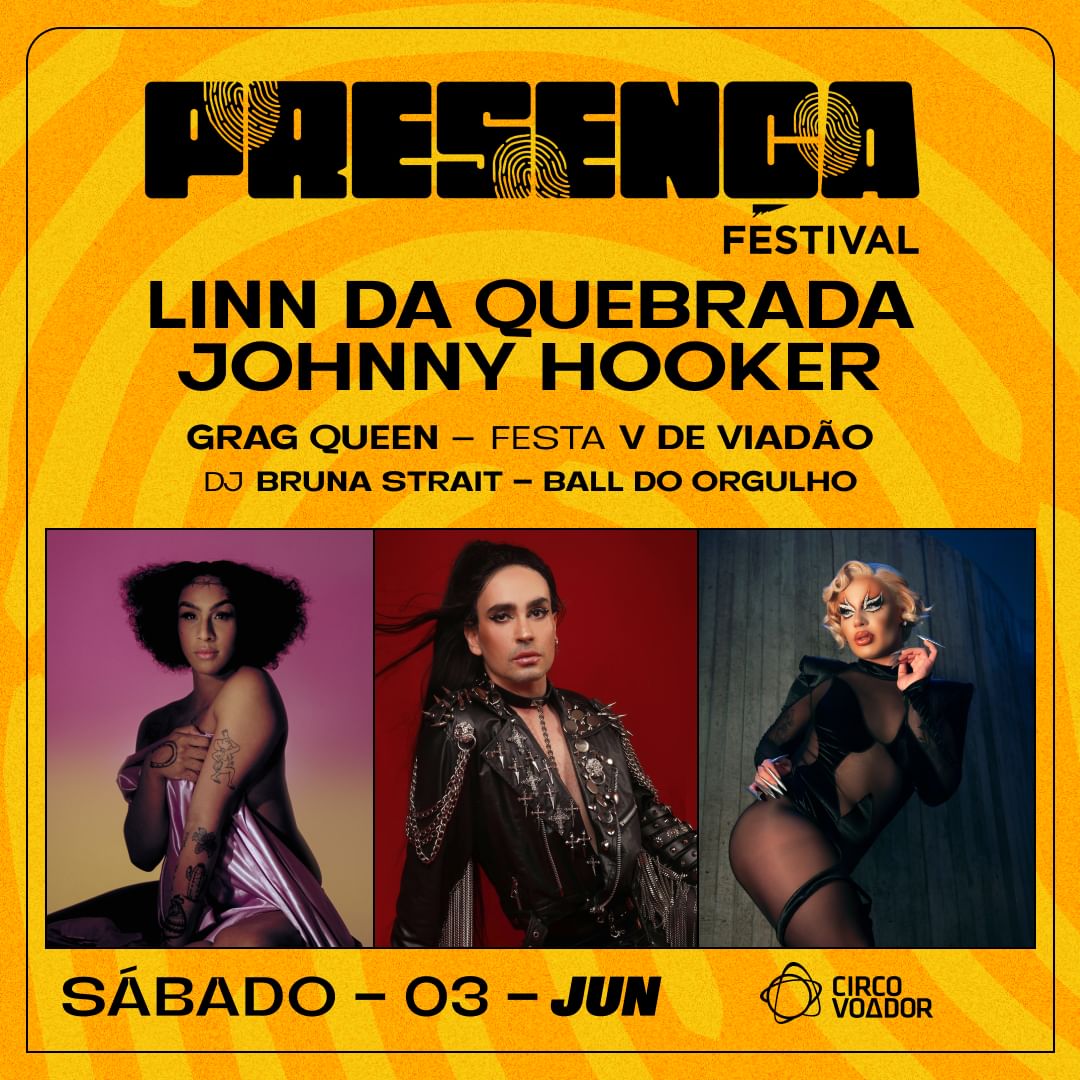 PRESENÇA
FESTIVAL
LINN DA QUEBRADA
JOHNNY HOOKER
GRAG QUEEN – FESTA V DE VIADÃO
DJ BRUNA STRAIT – BALL DO ORGULHO
SÁBADO – 03 – JUN
CIRCO
VOADOR